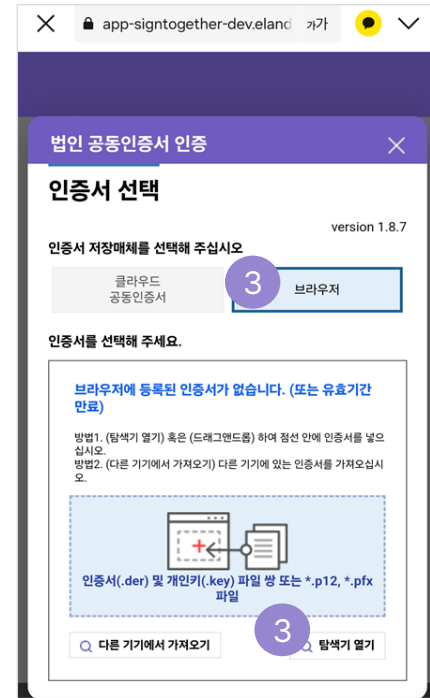 app-signtogether-dev.eland
가가
법인 공동인증서 인증
인증서 선택
version 1.8.7
인증서 저장매체를 선택해 주십시오
클라우드
공동인증서
3
브라우저
인증서를 선택해 주세요.
브라우저에 등록된 인증서가 없습니다. (또는 유효기간
만료)
방법1. (탐색기 열기) 혹은 (드래그앤드롭) 하여 점선 안에 인증서를 넣으
십시오.
방법2. (다른 기기에서 가져오기) 다른 기기에 있는 인증서를 가져오십시
오.
인증서(.der) 및 개인키(.key) 파일 쌍 또는 *.p12, *.pfx
파일
다른 기기에서 가져오기
3
탐색기 열기